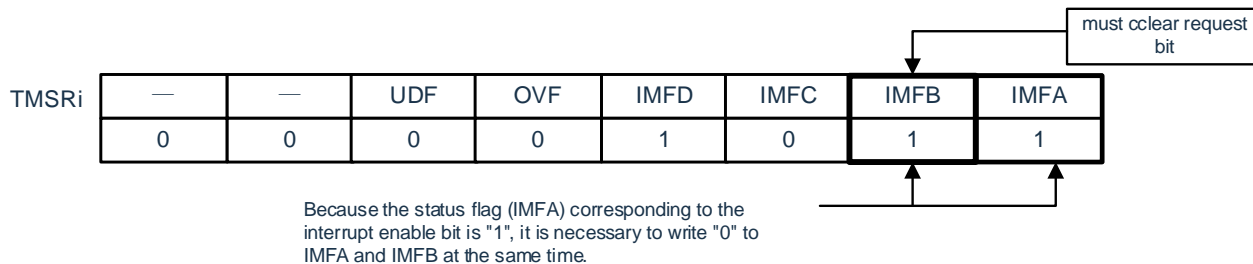 must cclear request
bit
TMSRi — — UDF OVF IMFD IMFC IMFB IMFA
0 0 0 0 1 0 1 1
Because the status flag (IMFA) corresponding to the
interrupt enable bit is "1", it is necessary to write "0" to
IMFA and IMFB at the same time.